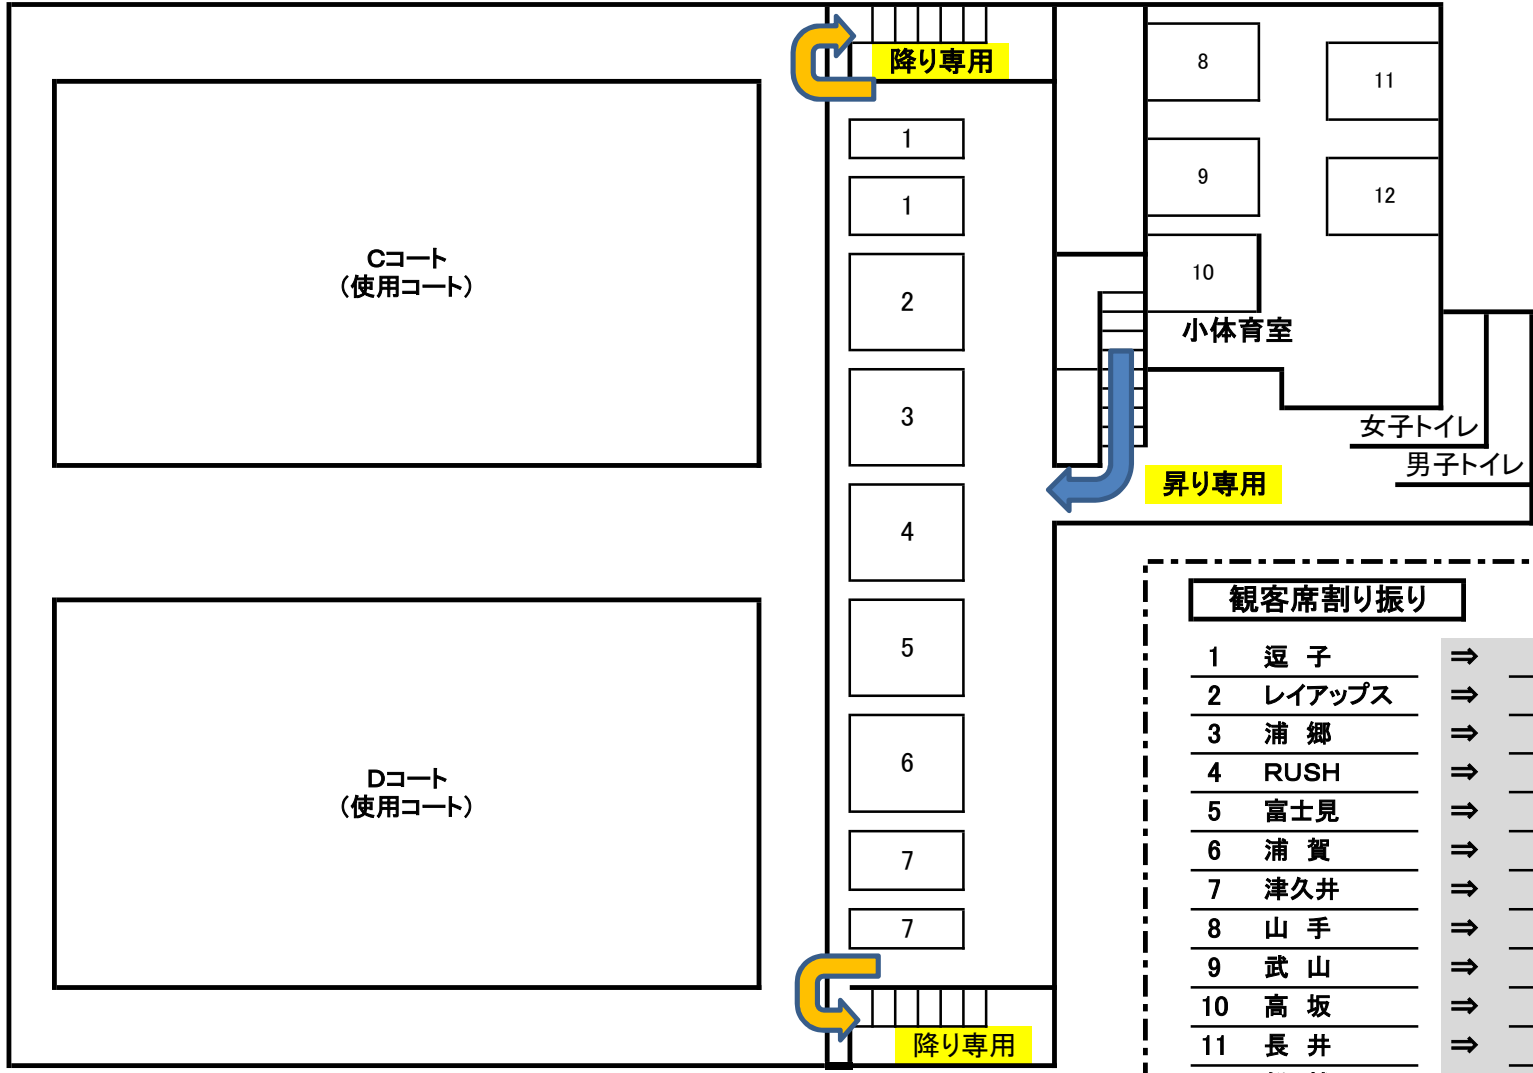 降り専用
8
11
1
9
1
12
Cコート
(使用コート)
10
2
小体育室
3
女子トイレ
男子トイレ
昇り専用
4
観客席割り振り
5
1 逗 子 ⇒
2 レイアップス ⇒
3 浦 郷 ⇒
6
4 RUSH ⇒
Dコート
(使用コート)
5 富士見 ⇒
6 浦 賀 ⇒
7
7 津久井 ⇒
7
8 山 手 ⇒
9 武 山 ⇒
10 高 坂 ⇒
降り専用
11 長 井 ⇒